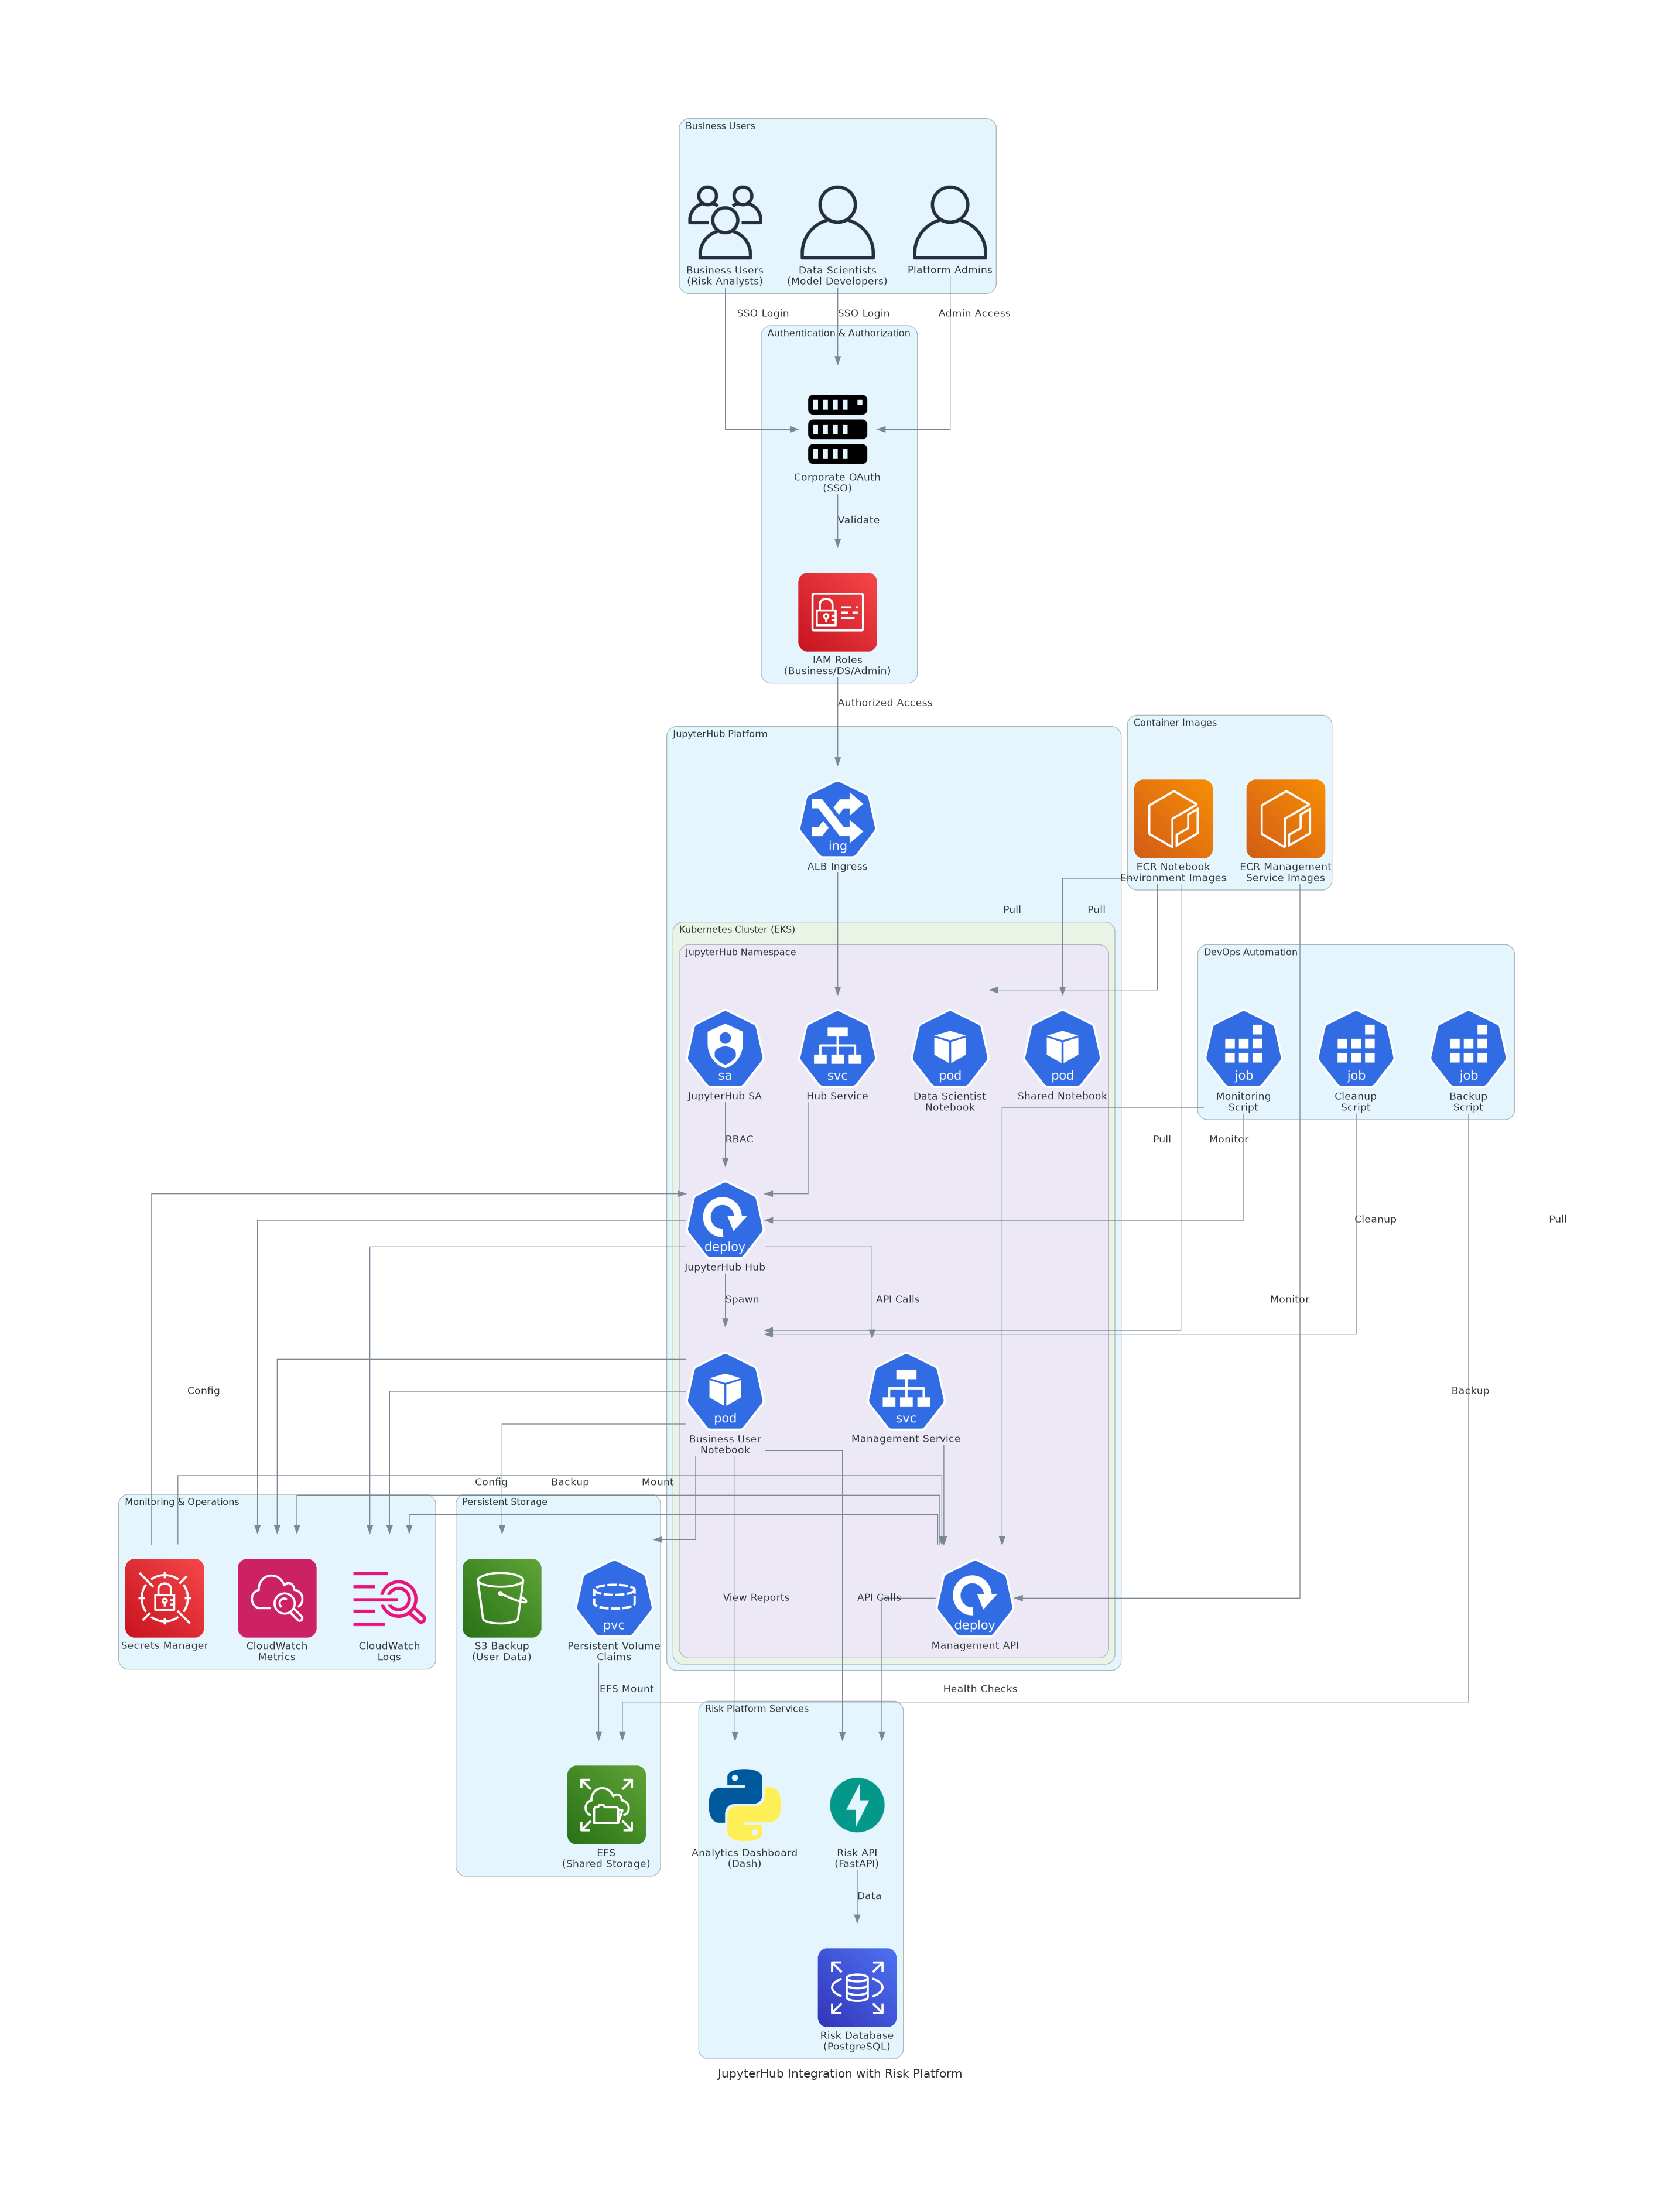 Business Users
Business Users
(Risk Analysts)
Data Scientists
(Model Developers)
Platform Admins
SSO Login
SSO Login
Admin Access
Authentication & Authorization
Corporate OAuth
(SSO)
Validate
IAM Roles
(Business/DS/Admin)
Authorized Access
JupyterHub Platform
ing
ALB Ingress
Container Images
ECR Notebook
Environment Images
ECR Management
Service Images
Pull
Pull
Kubernetes Cluster (EKS)
JupyterHub Namespace
sa
JupyterHub SA
svc
Hub Service
pod
Data Scientist
Notebook
pod
Shared Notebook
DevOps Automation
job
Monitoring
Script
job
Cleanup
Script
job
Backup
Script
RBAC
Pull
Monitor
deploy
JupyterHub Hub
Cleanup
Pull
Spawn
API Calls
Monitor
Config
pod
Business User
Notebook
svc
Management Service
Backup
Config
Backup
Mount
Monitoring & Operations
Secrets Manager
CloudWatch
Metrics
CloudWatch
Logs
Persistent Storage
S3 Backup
(User Data)
pvc
Persistent Volume
Claims
View Reports
API Calls
deploy
Management API
EFS Mount
Health Checks
Risk Platform Services
EFS
(Shared Storage)
Analytics Dashboard
(Dash)
Risk API
(FastAPI)
Data
Risk Database
(PostgreSQL)
JupyterHub Integration with Risk Platform